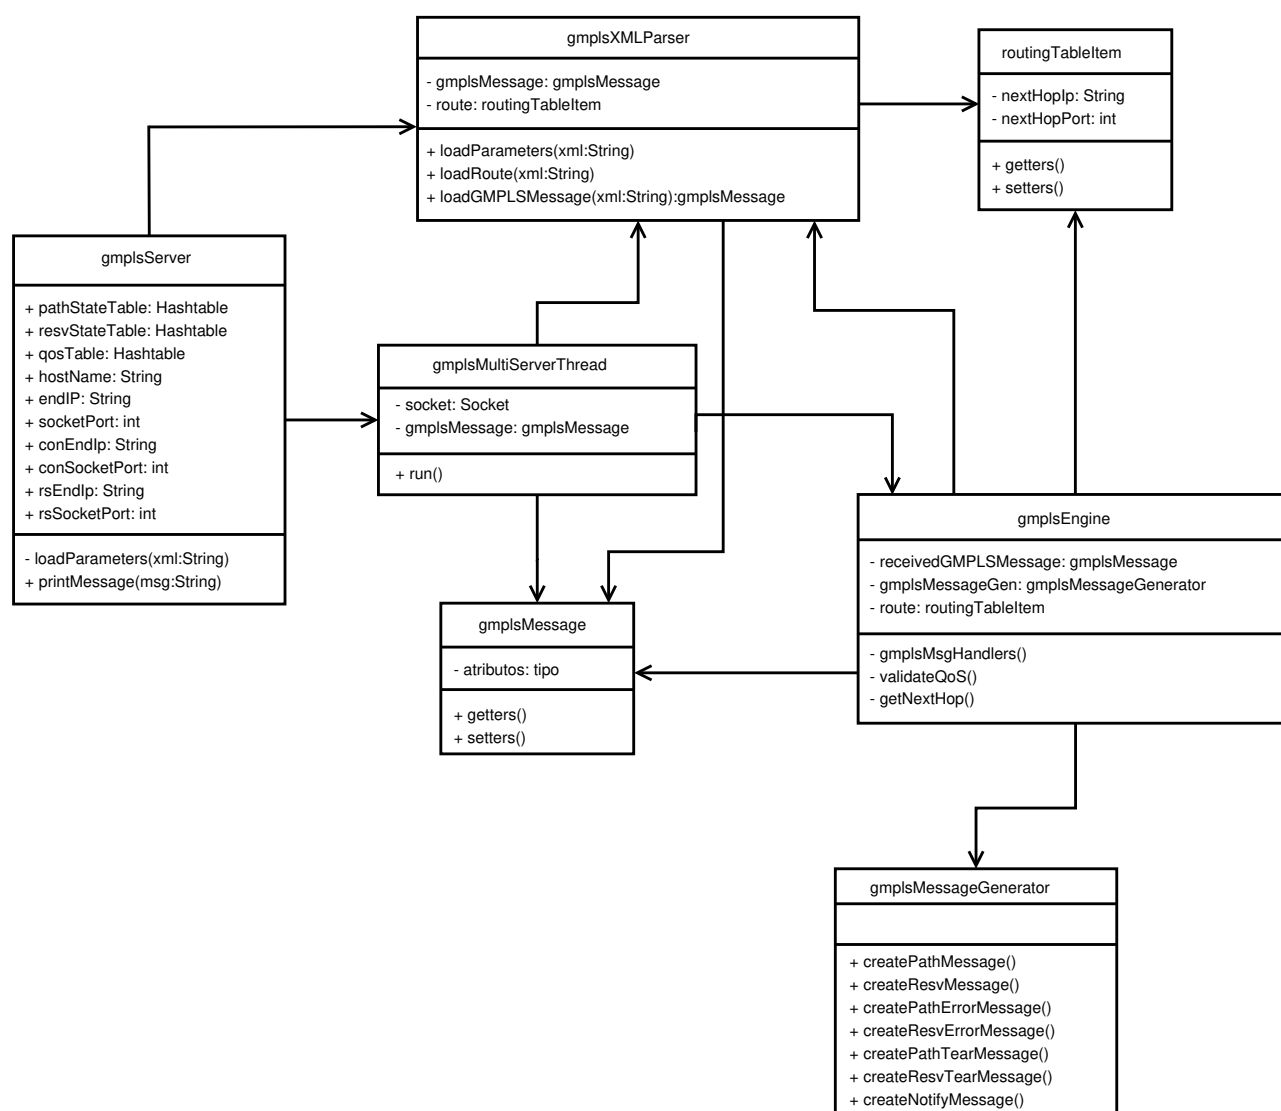 gmplsXMLParser
- gmplsMessage: gmplsMessage
- route: routingTableItem
+ loadParameters(xml:String)
+ loadRoute(xml:String)
+ loadGMPLSMessage(xml:String):gmplsMessage
routingTableItem
- nextHopIp: String
- nextHopPort: int
+ getters()
+ setters()
gmplsServer
+ pathStateTable: Hashtable
+ resvStateTable: Hashtable
+ qosTable: Hashtable
+ hostName: String
+ endIP: String
+ socketPort: int
+ conEndIp: String
+ conSocketPort: int
+ rsEndIp: String
+ rsSocketPort: int
- loadParameters(xml:String)
+ printMessage(msg:String)
gmplsMultiServerThread
- socket: Socket
- gmplsMessage: gmplsMessage
+ run()
gmplsEngine
- receivedGMPLSMessage: gmplsMessage
- gmplsMessageGen: gmplsMessageGenerator
- route: routingTableItem
- gmplsMsgHandlers()
- validateQoS()
- getNextHop()
gmplsMessage
- atributos: tipo
+ getters()
+ setters()
gmplsMessageGenerator
+ createPathMessage()
+ createResvMessage()
+ createPathErrorMessage()
+ createResvErrorMessage()
+ createPathTearMessage()
+ createResvTearMessage()
+ createNotifyMessage()